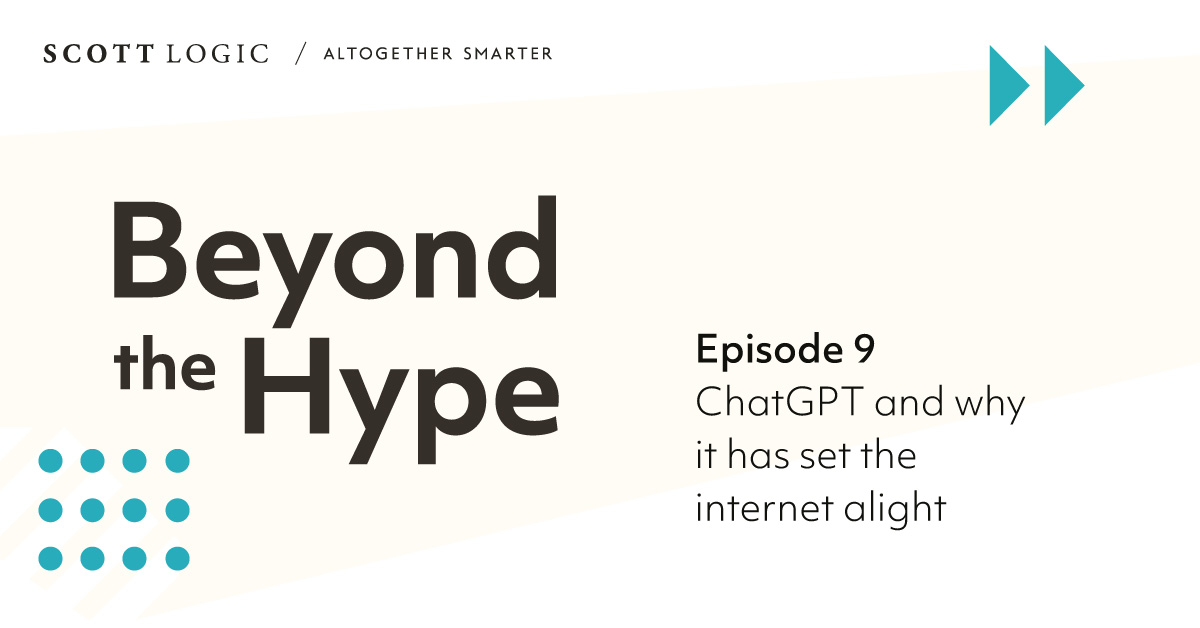 SCOTT LOGIC / ALTOGETHER SMARTER
Beyond
the Hype
Episode 9
ChatGPT and why
it has set the
internet alight